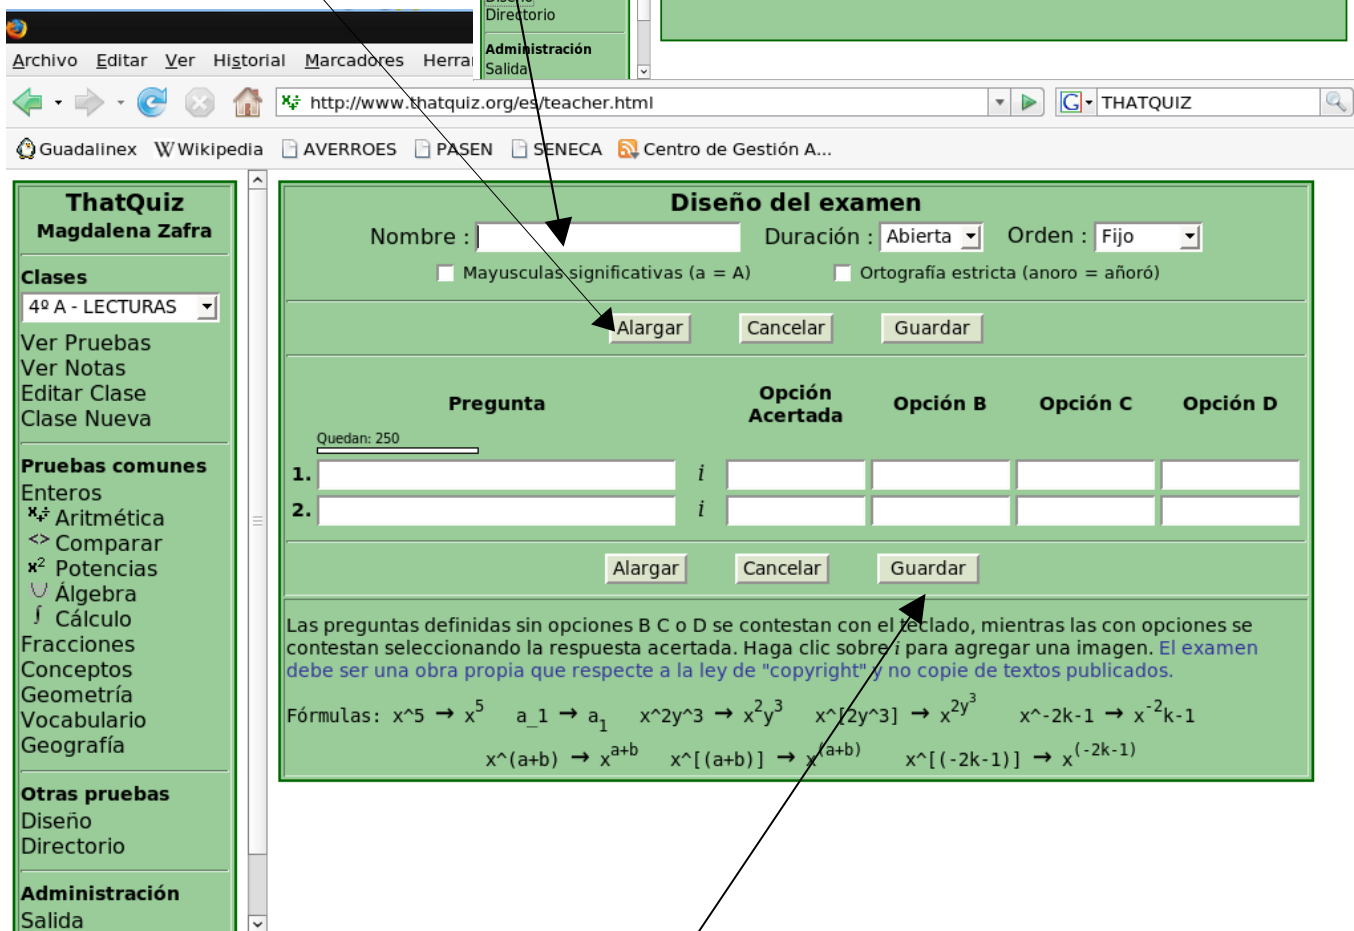 Diseño
Directorio
Administración
Salida
Archivo Editar Ver Historial Marcadores Herra
http://www.thatquiz.org/es/teacher.html
G THATQUIZ
Guadalinex Wikipedia AVERROES PASEN SENECA Centro de Gestión A...
ThatQuiz
Magdalena Zafra
Clases
4º A - LECTURAS
Ver Pruebas
Ver Notas
Editar Clase
Clase Nueva
Pruebas comunes
Enteros
Aritmética
<> Comparar
x² Potencias
Álgebra
∫ Cálculo
Fracciones
Conceptos
Geometría
Vocabulario
Geografía
Otras pruebas
Diseño
Directorio
Administración
Salida
Diseño del examen
Nombre : Duración : Abierta Orden : Fijo
Mayusculas significativas (a = A) Ortografía estricta (anoro = añoró)
Alargar Cancelar Guardar
Pregunta Opción Acertada Opción B Opción C Opción D
Quedan: 250
1. i
2. i
Alargar Cancelar Guardar
Las preguntas definidas sin opciones B C o D se contestan con el teclado, mientras las con opciones se
contestan seleccionando la respuesta acertada. Haga clic sobre i para agregar una imagen. El examen
debe ser una obra propia que respecte a la ley de "copyright" y no copie de textos publicados.
Fórmulas: x^5 → x⁵ a_1 → a₁ x^2y^3 → x²y³ x^[2y^3] → x^2y³ x^-2k-1 → x⁻²k-1
x^(a+b) → x^a+b x^[(a+b)] → x^(a+b) x^[(-2k-1)] → x^(-2k-1)